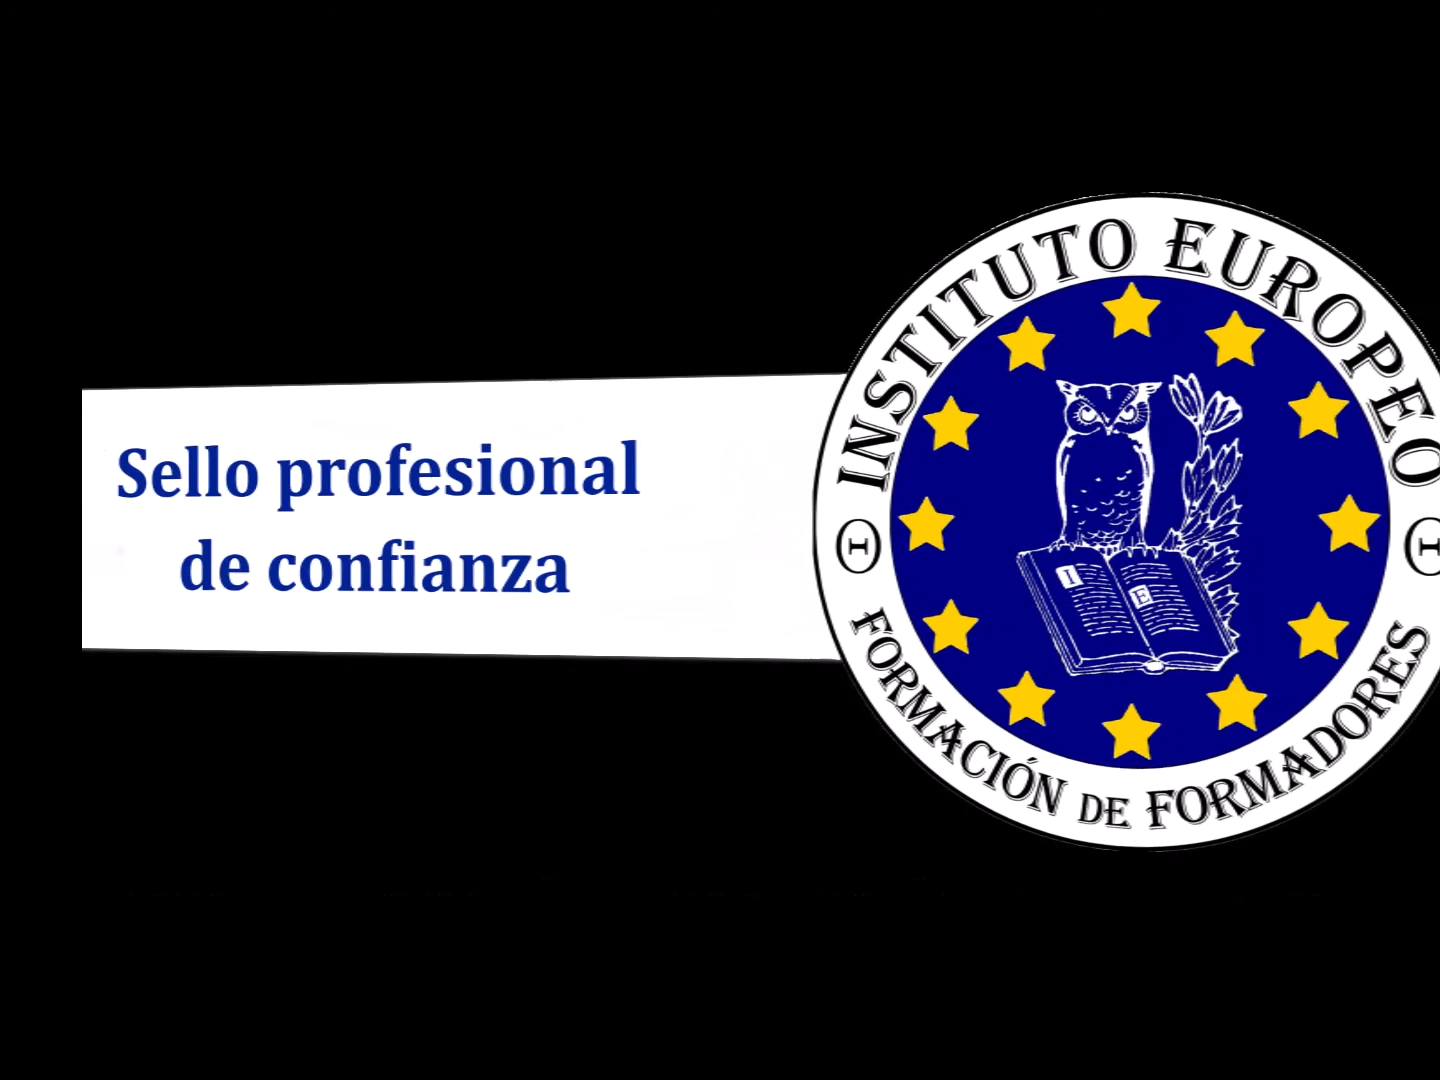 Sello profesional
de confianza
INSTITUTO EUROPEO
Θ Θ
FORMACIÓN DE FORMADORES
I
E